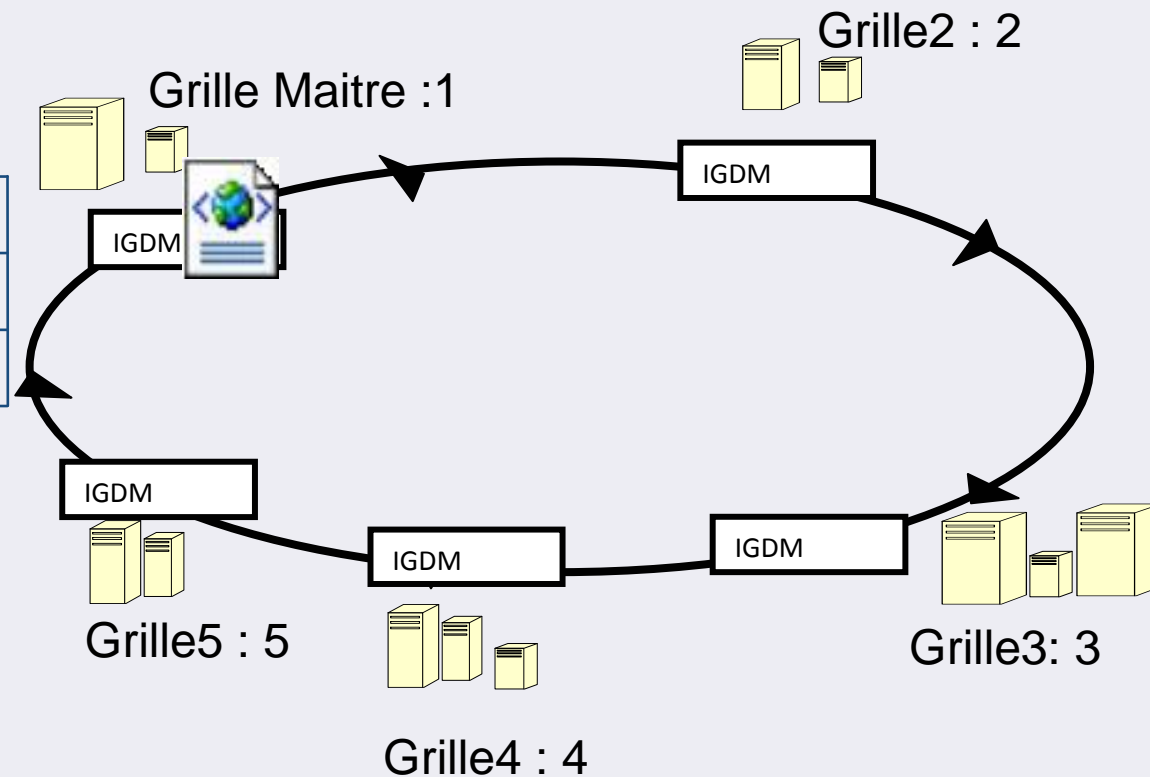 Grille2 : 2
Grille Maitre :1
IGDM
IGDM
IGDM
IGDM
IGDM
Grille5 : 5
Grille3: 3
Grille4 : 4